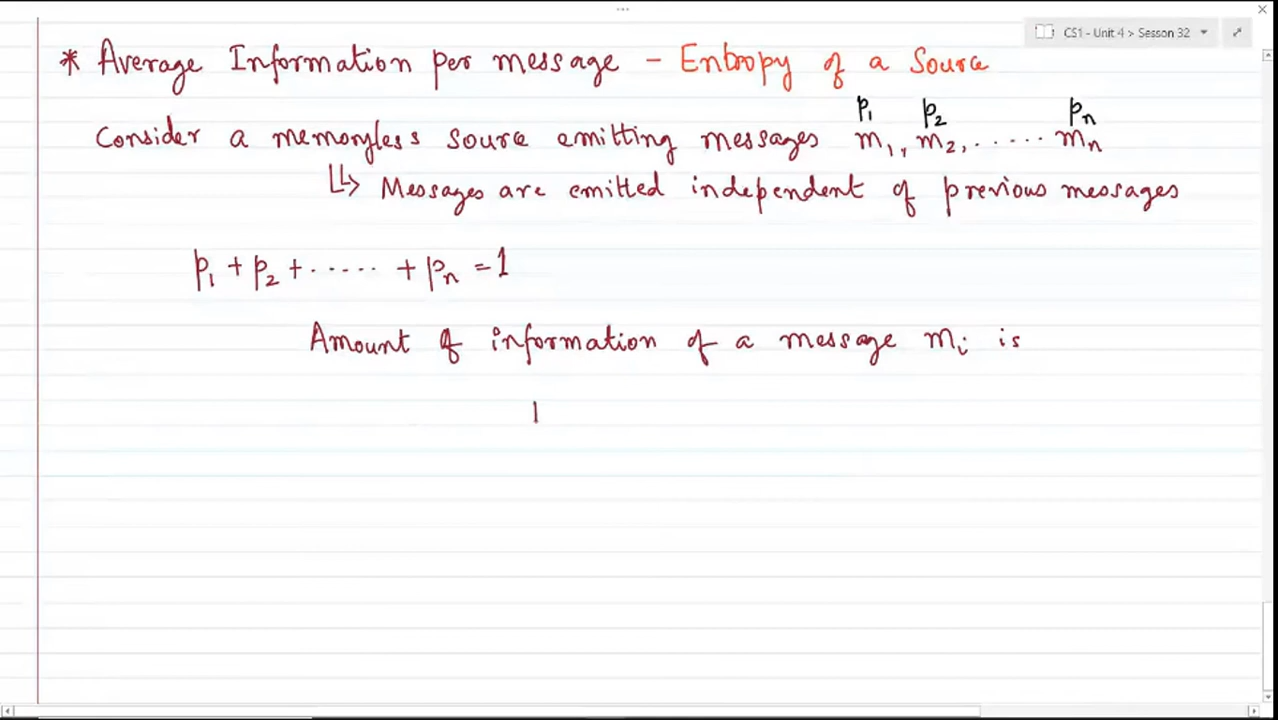 CS1 - Unit 4 > Sesson 32
* Average Information per message - Entropy of a Source
p1 p2 pn
Consider a memoryless source emitting messages m1, m2, ..... mn
↳ Messages are emitted independent of previous messages
p1 + p2 + ..... + pn = 1
Amount of information of a message mi is
I